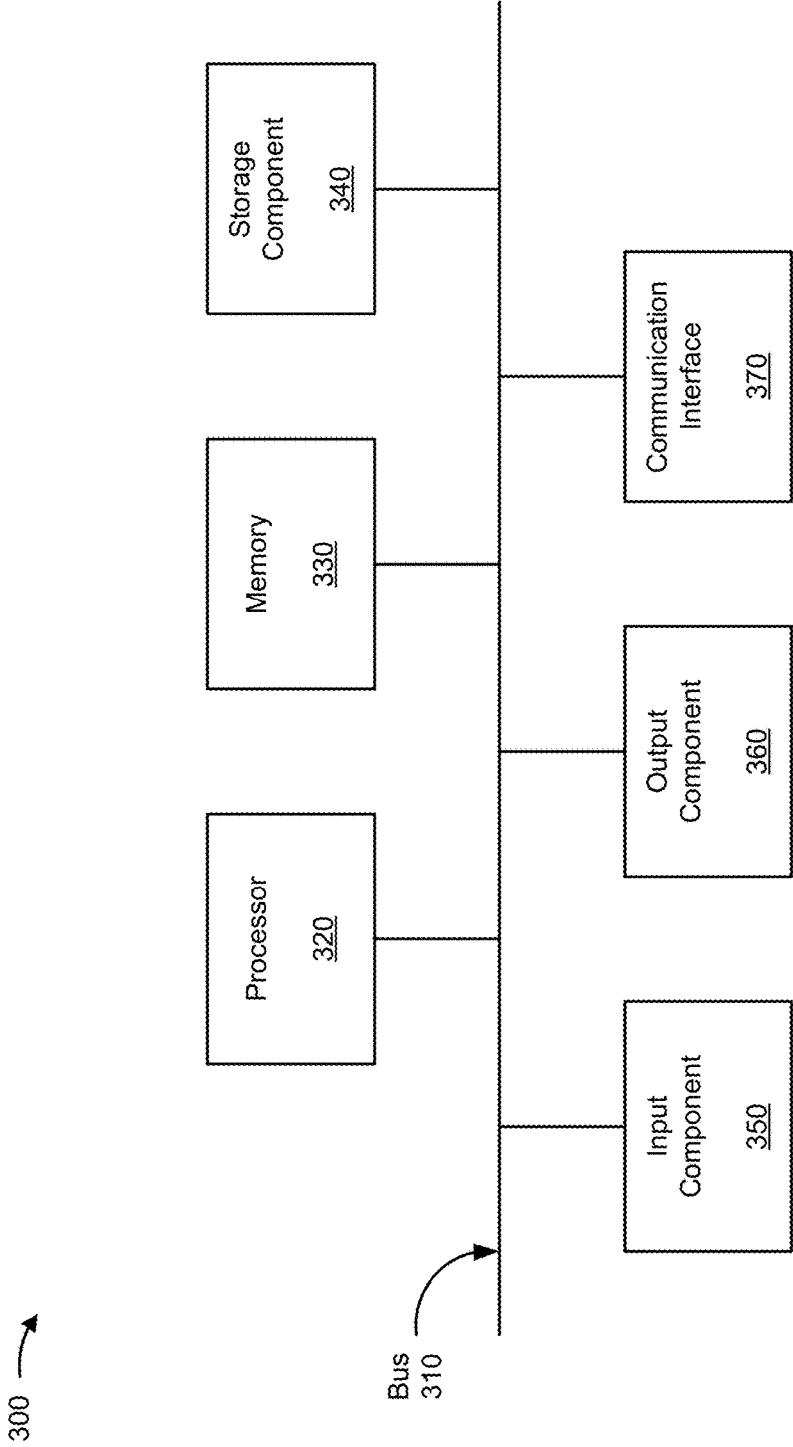 300
Bus
310
Processor
320
Memory
330
Storage
Component
340
Input
Component
350
Output
Component
360
Communication
Interface
370